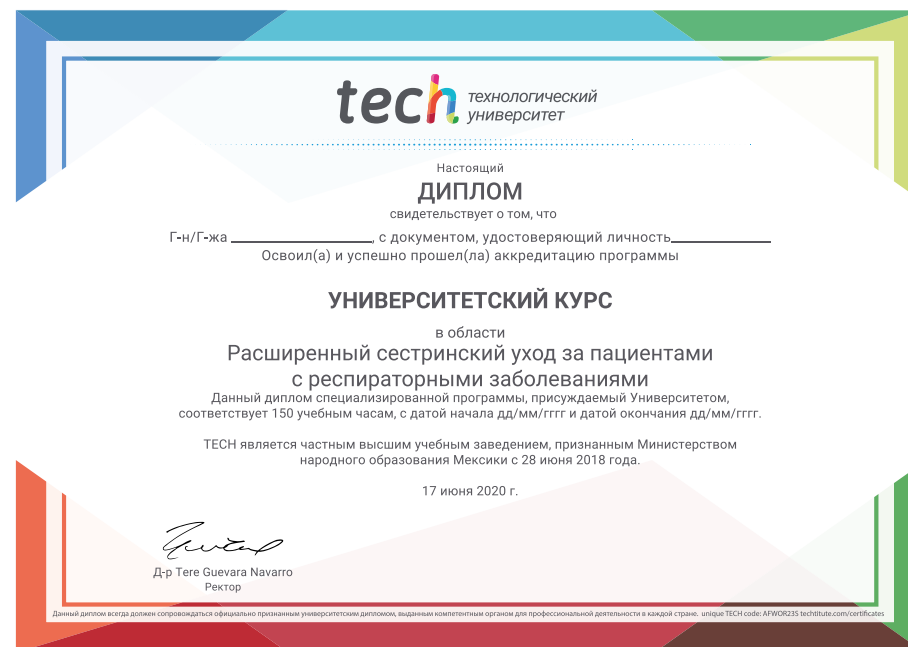 tech технологический
университет
Настоящий
ДИПЛОМ
свидетельствует о том, что
Г-н/Г-жа ____________________, с документом, удостоверяющий личность______________
Освоил(а) и успешно прошел(ла) аккредитацию программы
УНИВЕРСИТЕТСКИЙ КУРС
в области
Расширенный сестринский уход за пациентами
с респираторными заболеваниями
Данный диплом специализированной программы, присуждаемый Университетом,
соответствует 150 учебным часам, с датой начала дд/мм/гггг и датой окончания дд/мм/гггг.
TECH является частным высшим учебным заведением, признанным Министерством
народного образования Мексики с 28 июня 2018 года.
17 июня 2020 г.
Д-р Tere Guevara Navarro
Ректор
Данный диплом всегда должен сопровождаться официально признанным университетским дипломом, выданным компетентным органом для профессиональной деятельности в каждой стране. unique TECH code: AFWOR23S techtitute.com/certificates